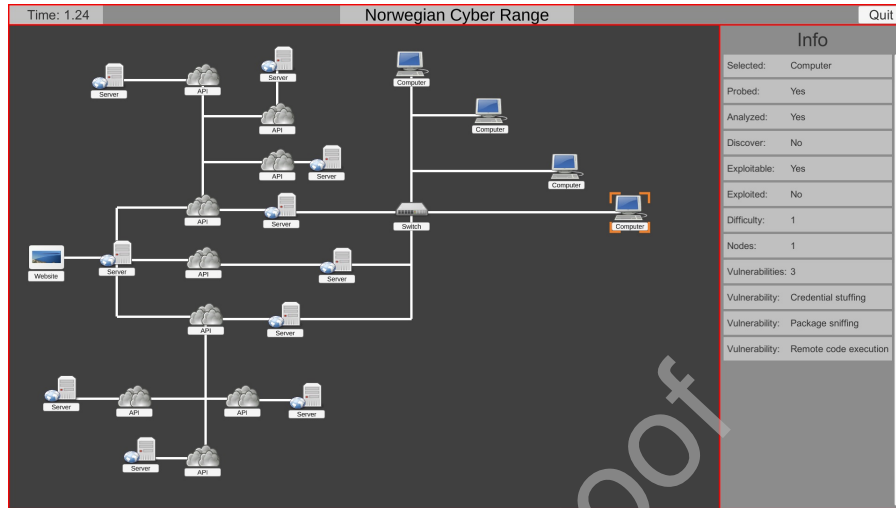 Time: 1.24
Norwegian Cyber Range
Quit
Info
Selected: Computer
Probed: Yes
Analyzed: Yes
Discover: No
Exploitable: Yes
Exploited: No
Difficulty: 1
Nodes: 1
Vulnerabilities: 3
Vulnerability: Credential stuffing
Vulnerability: Package sniffing
Vulnerability: Remote code execution
Server
API
Server
Computer
API
Computer
API
Server
Computer
API
Server
Switch
Computer
Website
Server
API
Server
API
Server
Server
API
API
Server
Server
API
oof